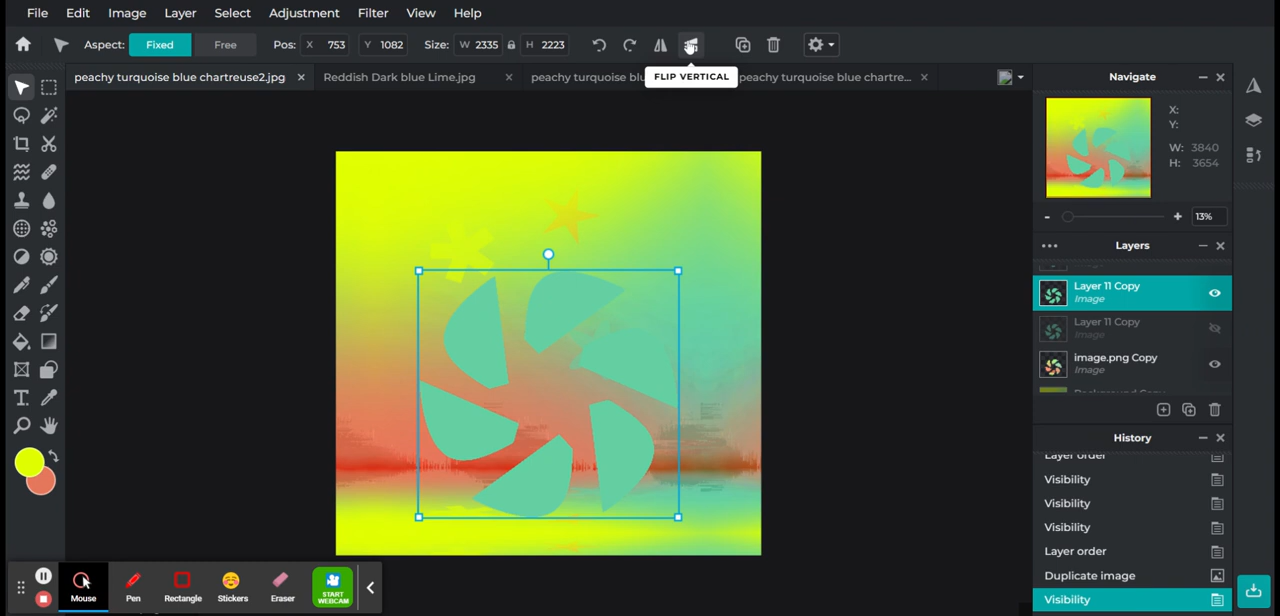 File Edit Image Layer Select Adjustment Filter View Help
Aspect: Fixed Free Pos: X 753 Y 1082 Size: W 2335 H 2223
FLIP VERTICAL
peachy turquoise blue chartreuse2.jpg × Reddish Dark blue Lime.jpg × peachy turquoise blu peachy turquoise blue chartre... ×
Navigate
X:
Y:
W: 3840
H: 3654
- + 13%
Layers
Layer 11 Copy
Image
Layer 11 Copy
Image
image.png Copy
Image
History
Layer order
Visibility
Visibility
Visibility
Layer order
Duplicate image
Visibility
Mouse Pen Rectangle Stickers Eraser START
WEBCAM